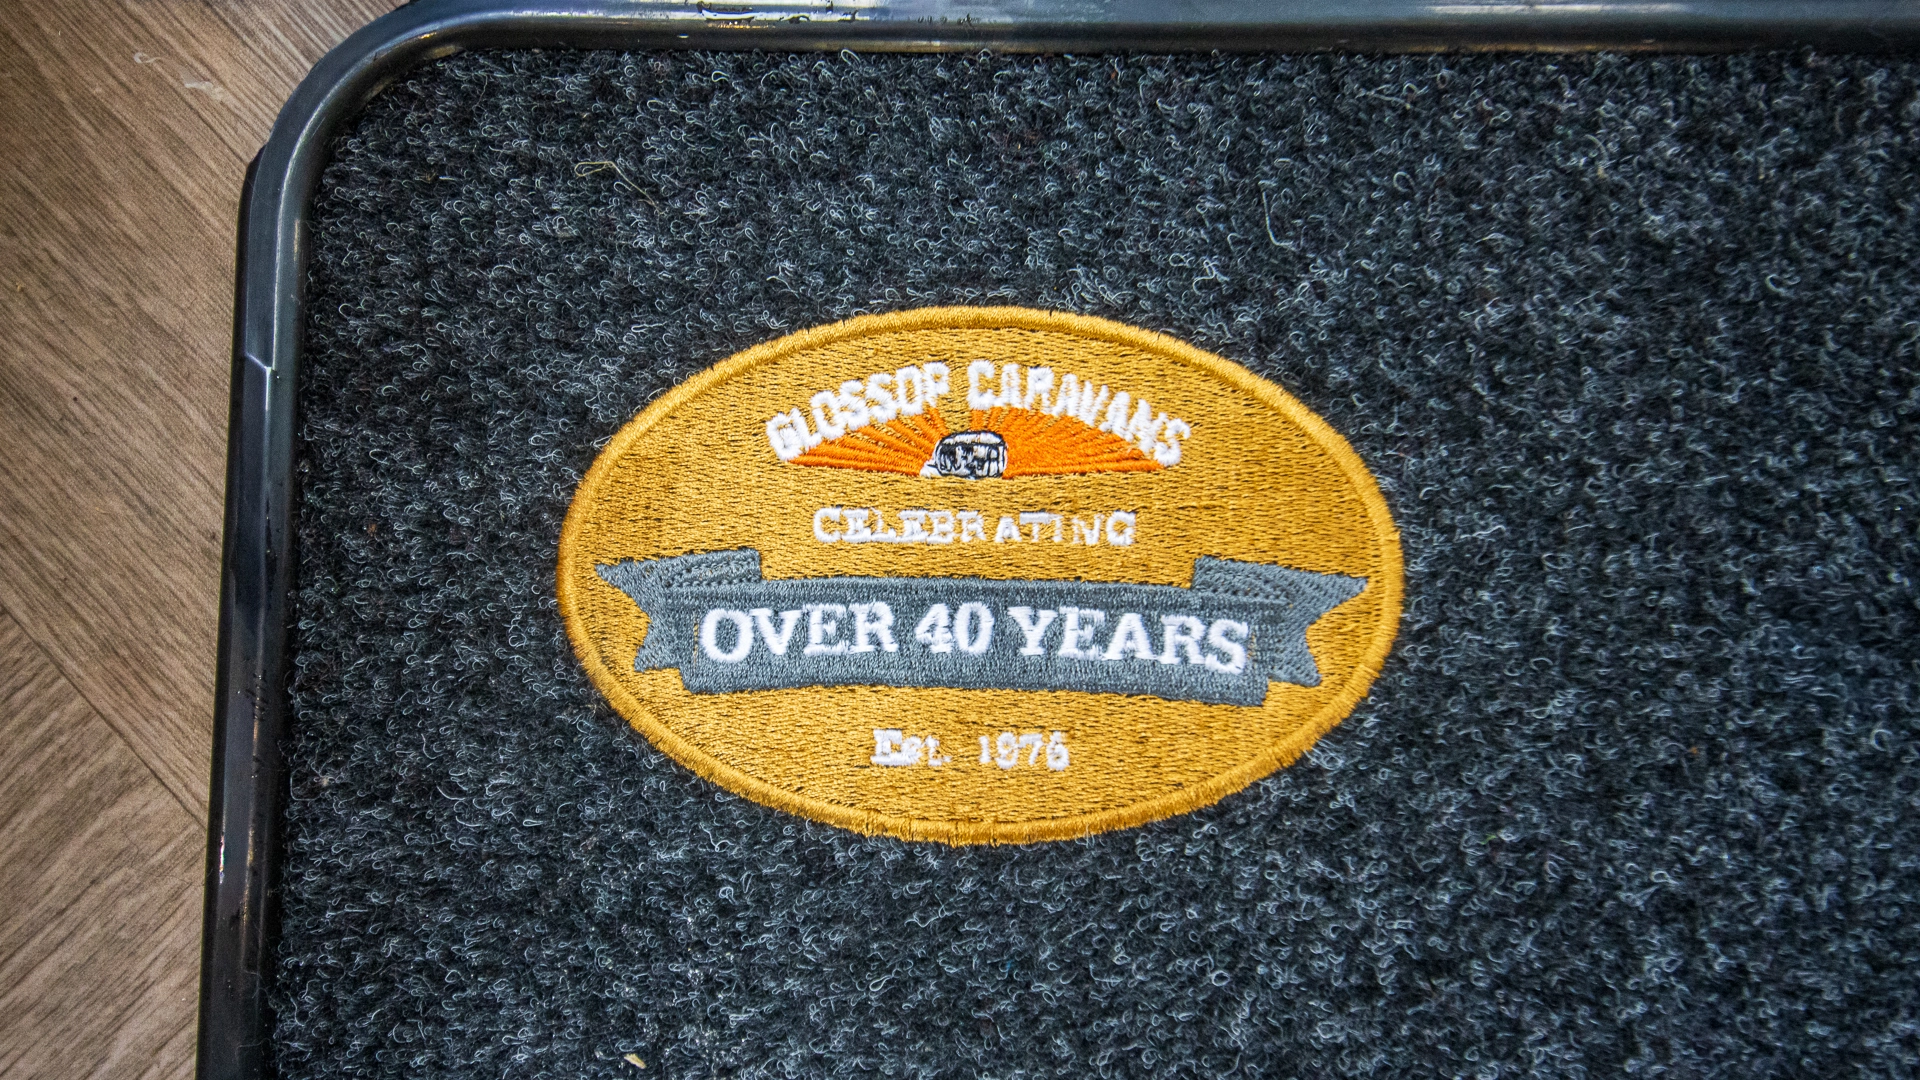 GLOSSOP CARAVANS
CELEBRATING
OVER 40 YEARS
Est. 1976